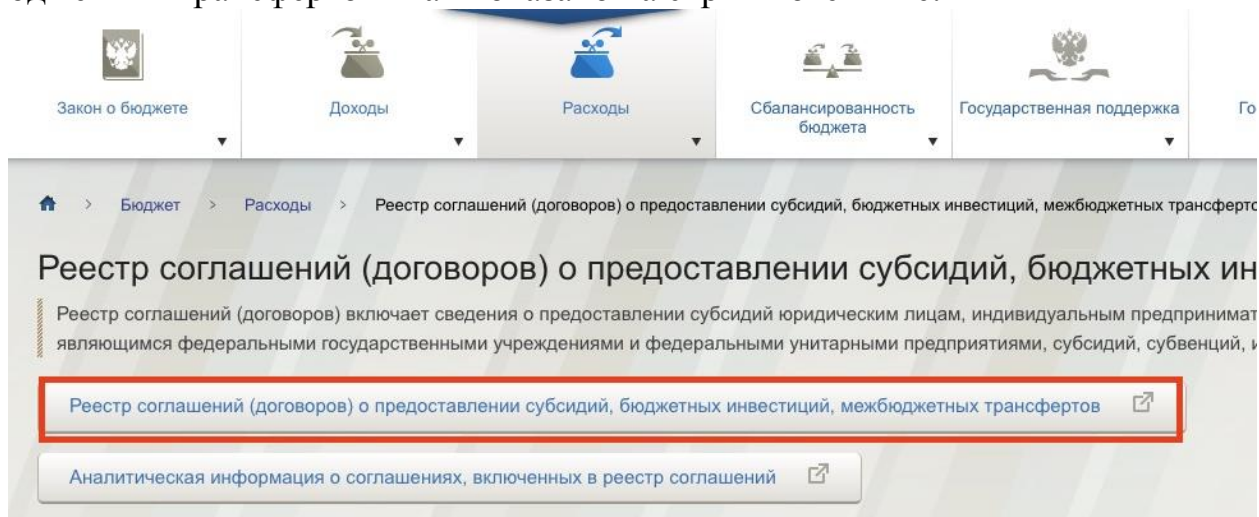 Закон о бюджете
Доходы
Расходы
Сбалансированность
бюджета
Государственная поддержка
Го
Бюджет > Расходы > Реестр соглашений (договоров) о предоставлении субсидий, бюджетных инвестиций, межбюджетных трансферто
Реестр соглашений (договоров) о предоставлении субсидий, бюджетных ин
Реестр соглашений (договоров) включает сведения о предоставлении субсидий юридическим лицам, индивидуальным предпринимат
являющимся федеральными государственными учреждениями и федеральными унитарными предприятиями, субсидий, субвенций, и
Реестр соглашений (договоров) о предоставлении субсидий, бюджетных инвестиций, межбюджетных трансфертов
Аналитическая информация о соглашениях, включенных в реестр соглашений